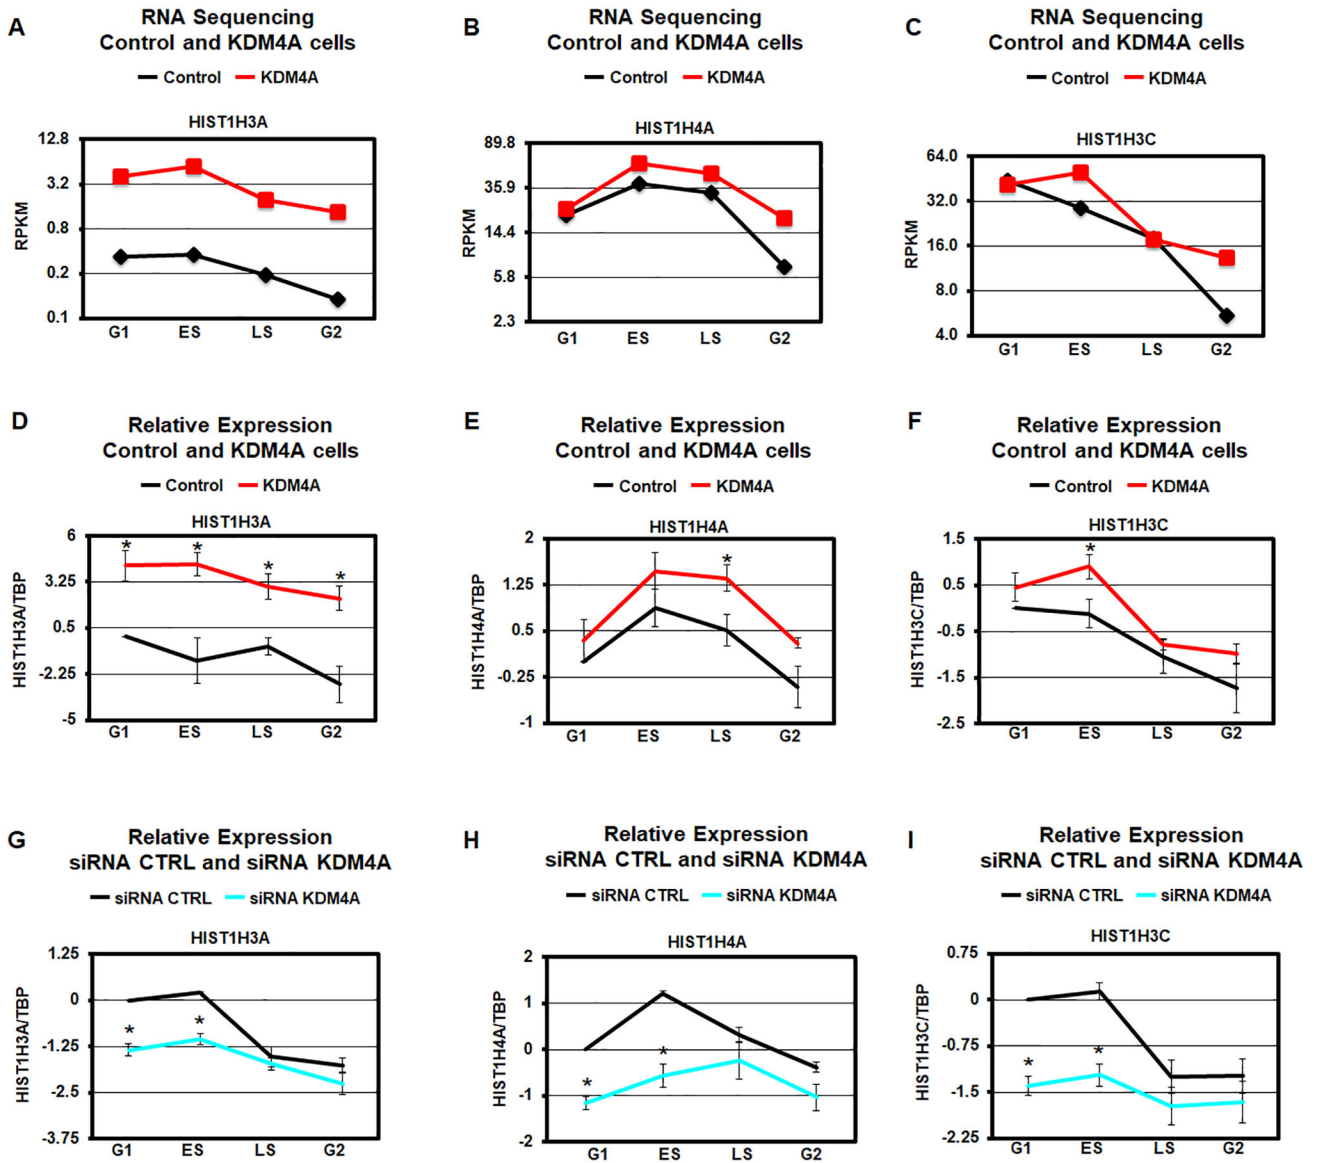 A
RNA Sequencing
Control and KDM4A cells
Control KDM4A
HIST1H3A
12.8
3.2
0.8
0.2
0.1
RPKM
G1 ES LS G2
B
RNA Sequencing
Control and KDM4A cells
Control KDM4A
HIST1H4A
89.8
35.9
14.4
5.8
2.3
RPKM
G1 ES LS G2
C
RNA Sequencing
Control and KDM4A cells
Control KDM4A
HIST1H3C
64.0
32.0
16.0
8.0
4.0
RPKM
G1 ES LS G2
D
Relative Expression
Control and KDM4A cells
Control KDM4A
HIST1H3A
6
3.25
0.5
-2.25
-5
HIST1H3A/TBP
* * * *
G1 ES LS G2
E
Relative Expression
Control and KDM4A cells
Control KDM4A
HIST1H4A
2
1.25
0.5
-0.25
-1
HIST1H4A/TBP
*
G1 ES LS G2
F
Relative Expression
Control and KDM4A cells
Control KDM4A
HIST1H3C
1.5
0.5
-0.5
-1.5
-2.5
HIST1H3C/TBP
*
G1 ES LS G2
G
Relative Expression
siRNA CTRL and siRNA KDM4A
siRNA CTRL siRNA KDM4A
HIST1H3A
1.25
0
-1.25
-2.5
-3.75
HIST1H3A/TBP
* *
G1 ES LS G2
H
Relative Expression
siRNA CTRL and siRNA KDM4A
siRNA CTRL siRNA KDM4A
HIST1H4A
2
1
0
-1
-2
HIST1H4A/TBP
* *
G1 ES LS G2
I
Relative Expression
siRNA CTRL and siRNA KDM4A
siRNA CTRL siRNA KDM4A
HIST1H3C
0.75
0
-0.75
-1.5
-2.25
HIST1H3C/TBP
* *
G1 ES LS G2